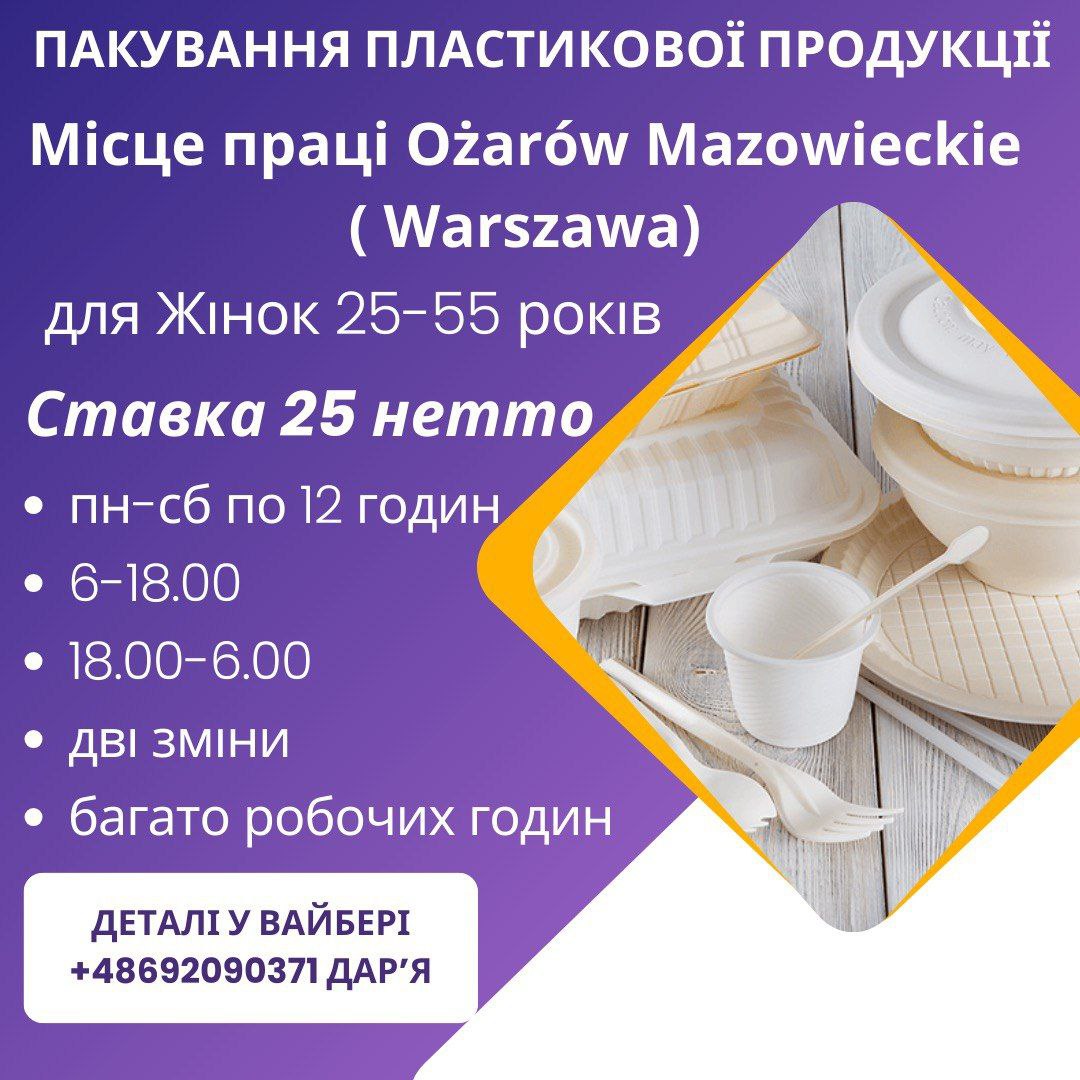 ПАКУВАННЯ ПЛАСТИКОВОЇ ПРОДУКЦІЇ
Місце праці Ożarów Mazowieckie
( Warszawa)
для Жінок 25-55 років
Ставка 25 нетто
• пн-сб по 12 годин
• 6-18.00
• 18.00-6.00
• дві зміни
• багато робочих годин
ДЕТАЛІ У ВАЙБЕРІ
+48692090371 ДАР’Я